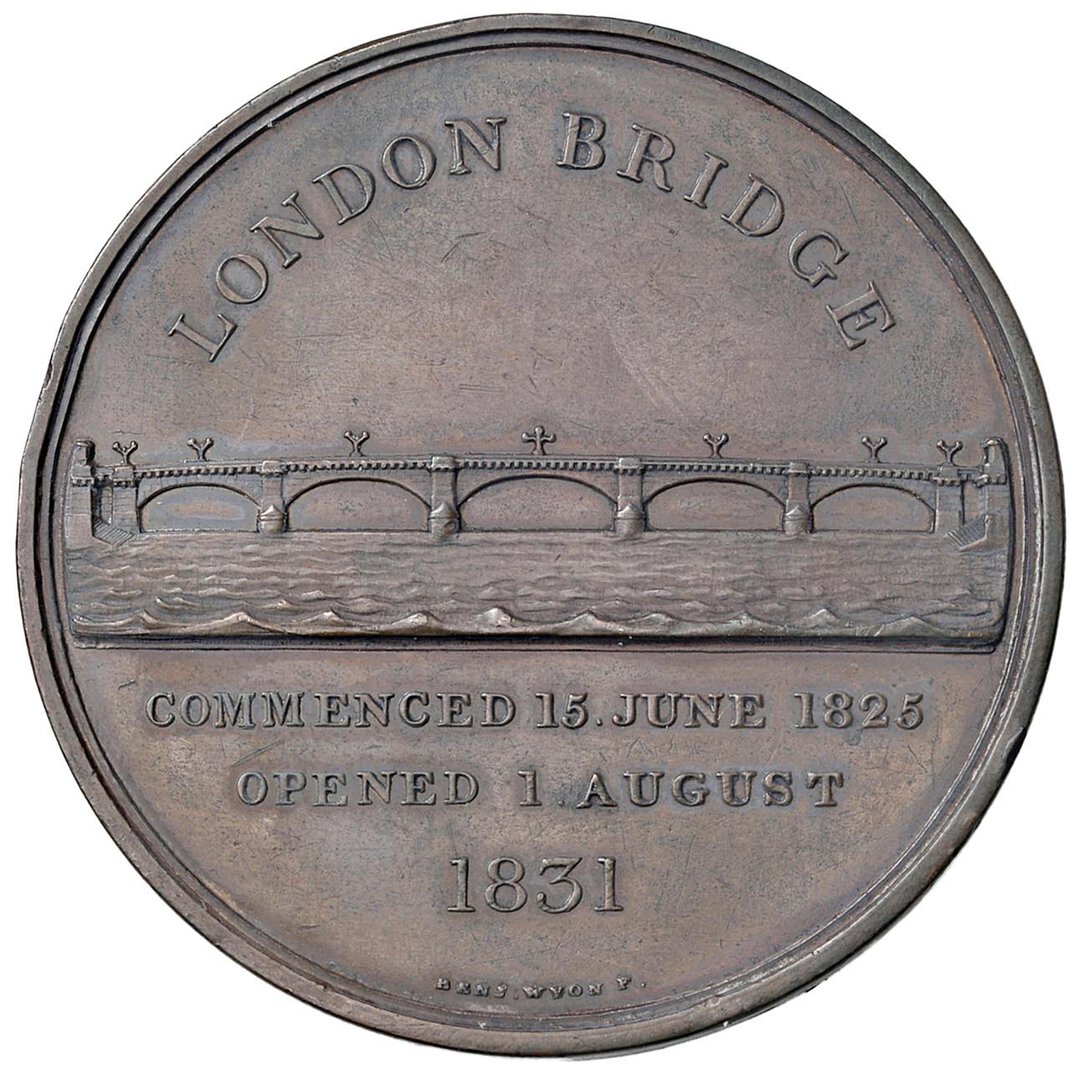 LONDON BRIDGE
COMMENCED 15. JUNE 1825
OPENED 1. AUGUST
1831
BENJ. WYON F.